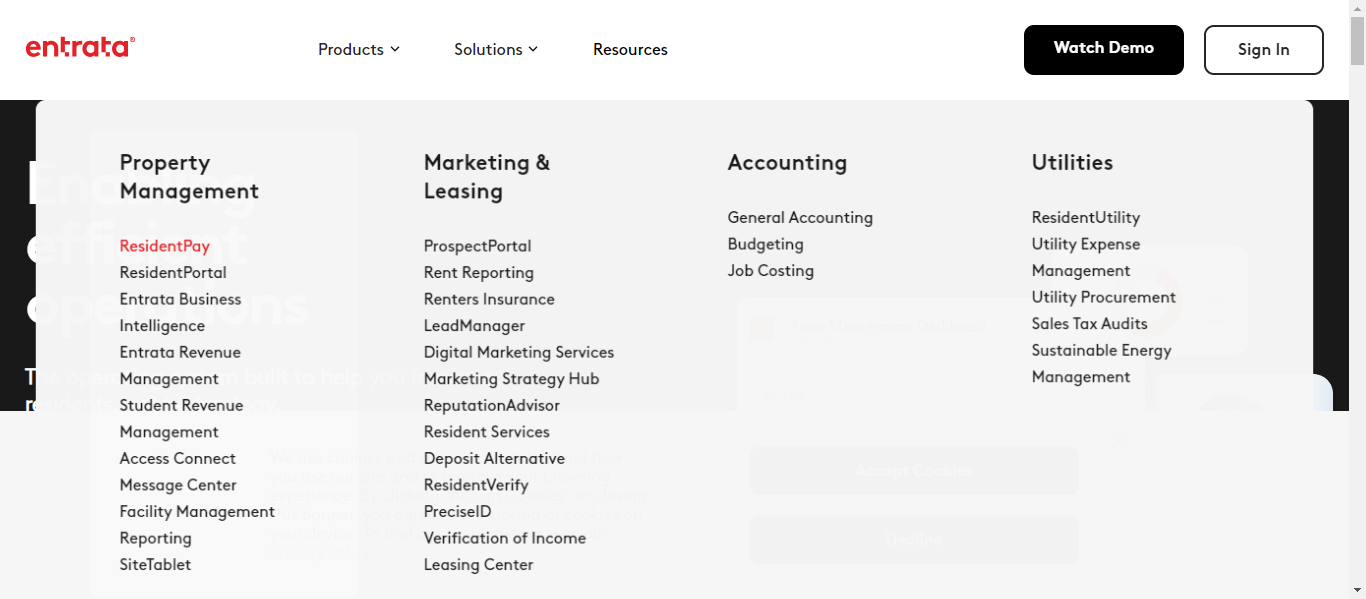 entrata®
Products
Solutions
Resources
Watch Demo
Sign In
Property
Management
ResidentPay
ResidentPortal
Entrata Business
Intelligence
Entrata Revenue
Management
Student Revenue
Management
Access Connect
Message Center
Facility Management
Reporting
SiteTablet
Marketing &
Leasing
ProspectPortal
Rent Reporting
Renters Insurance
LeadManager
Digital Marketing Services
Marketing Strategy Hub
ReputationAdvisor
Resident Services
Deposit Alternative
ResidentVerify
PreciseID
Verification of Income
Leasing Center
Accounting
General Accounting
Budgeting
Job Costing
Utilities
ResidentUtility
Utility Expense
Management
Utility Procurement
Sales Tax Audits
Sustainable Energy
Management
Enabling
efficient
operations
Accept Cookies
Decline